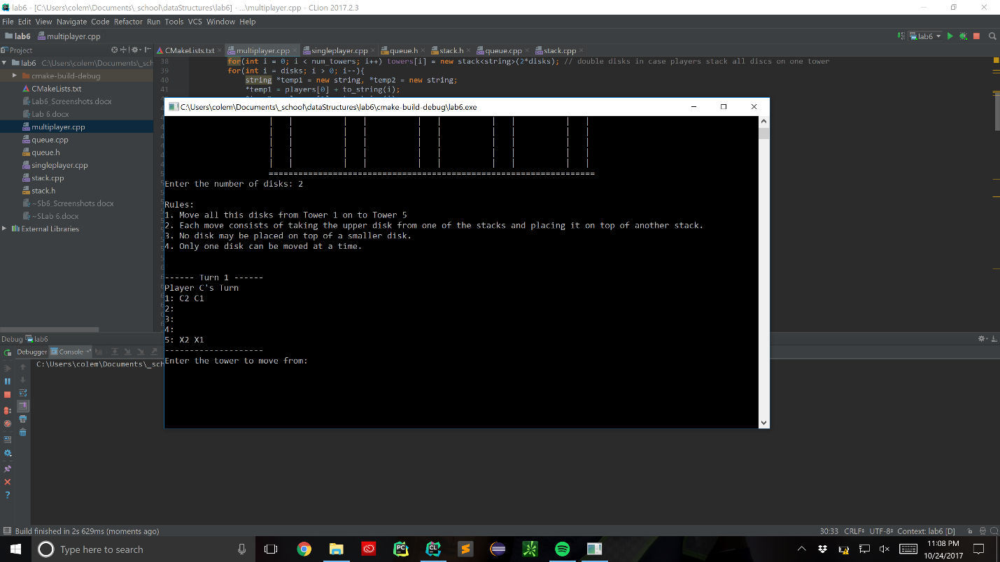 lab6 - [C:\Users\colem\Documents\_school\dataStructures\lab6] - ...\multiplayer.cpp - CLion 2017.2.3
File Edit View Navigate Code Refactor Run Tools VCS Window Help
lab6 multiplayer.cpp lab6
Project CMakeLists.txt multiplayer.cpp singleplayer.cpp queue.h stack.h queue.cpp stack.cpp
lab6 C:\Users\colem\Documents\_sch
cmake-build-debug
CMakeLists.txt
Lab6_Screenshots.docx
Lab 6.docx
multiplayer.cpp
queue.cpp
queue.h
singleplayer.cpp
stack.cpp
stack.h
~Sb6_Screenshots.docx
~SLab 6.docx
External Libraries
38 for(int i = 0; i < num_towers; i++) towers[i] = new stack<string>(2*disks); // double disks in case players stack all discs on one tower
39 for(int i = disks; i > 0; i--){
40 string *temp1 = new string, *temp2 = new string;
41 *temp1 = players[0] + to_string(i);
C:\Users\colem\Documents\_school\dataStructures\lab6\cmake-build-debug\lab6.exe
| | | | | | | | | |
| | | | | | | | | |
| | | | | | | | | |
| | | | | | | | | |
| | | | | | | | | |
==================================================================
Enter the number of disks: 2
Rules:
1. Move all this disks from Tower 1 on to Tower 5
2. Each move consists of taking the upper disk from one of the stacks and placing it on top of another stack.
3. No disk may be placed on top of a smaller disk.
4. Only one disk can be moved at a time.
------ Turn 1 ------
Player C's Turn
1: C2 C1
2:
3:
4:
5: X2 X1
--------------------
Enter the tower to move from:
Debug lab6
Debugger Console
C:\Users\colem\Documents\_sch
Build finished in 2s 629ms (moments ago)
30:33 CRLF UTF-8 Context: lab6 [D]
Type here to search
PC
CL
11:08 PM
10/24/2017